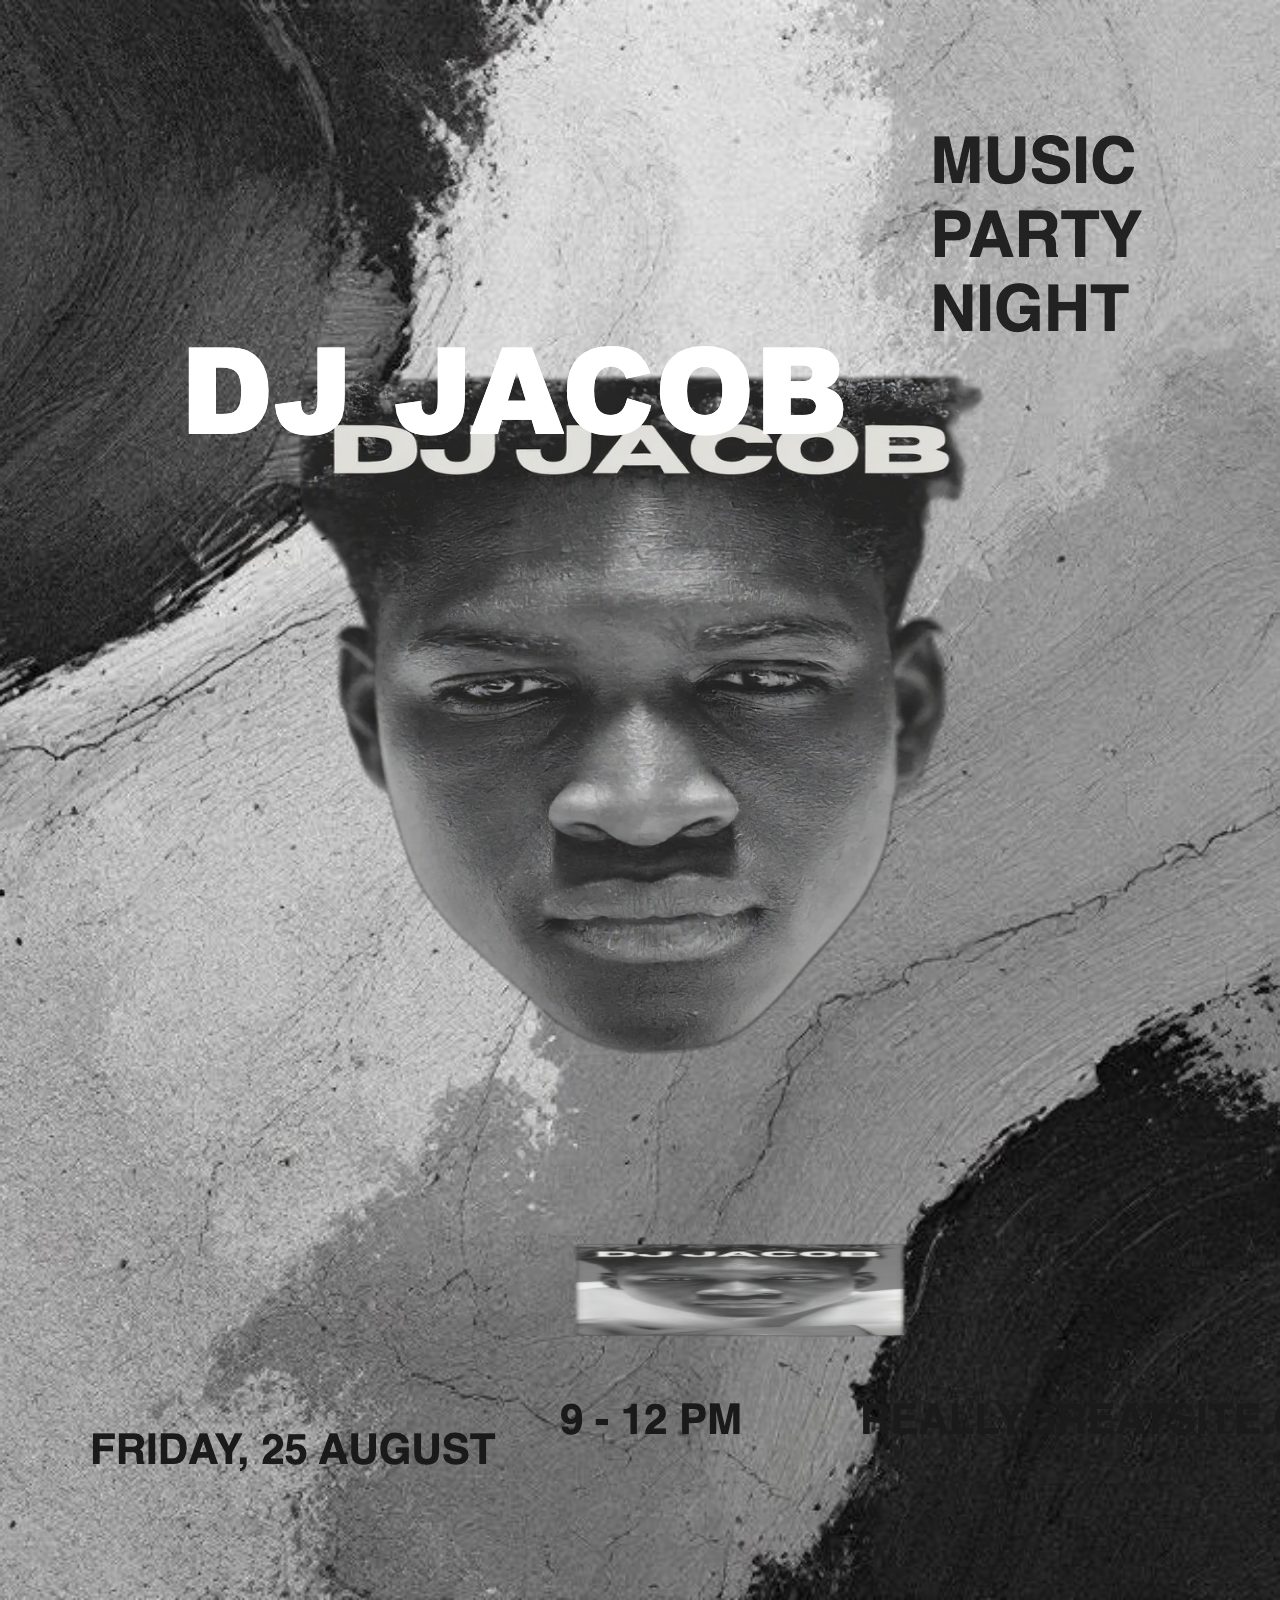 MUSIC
PARTY
NIGHT
DJ JACOB
DJ JACOB
DJ JACOB
9 - 12 PM
FRIDAY, 25 AUGUST